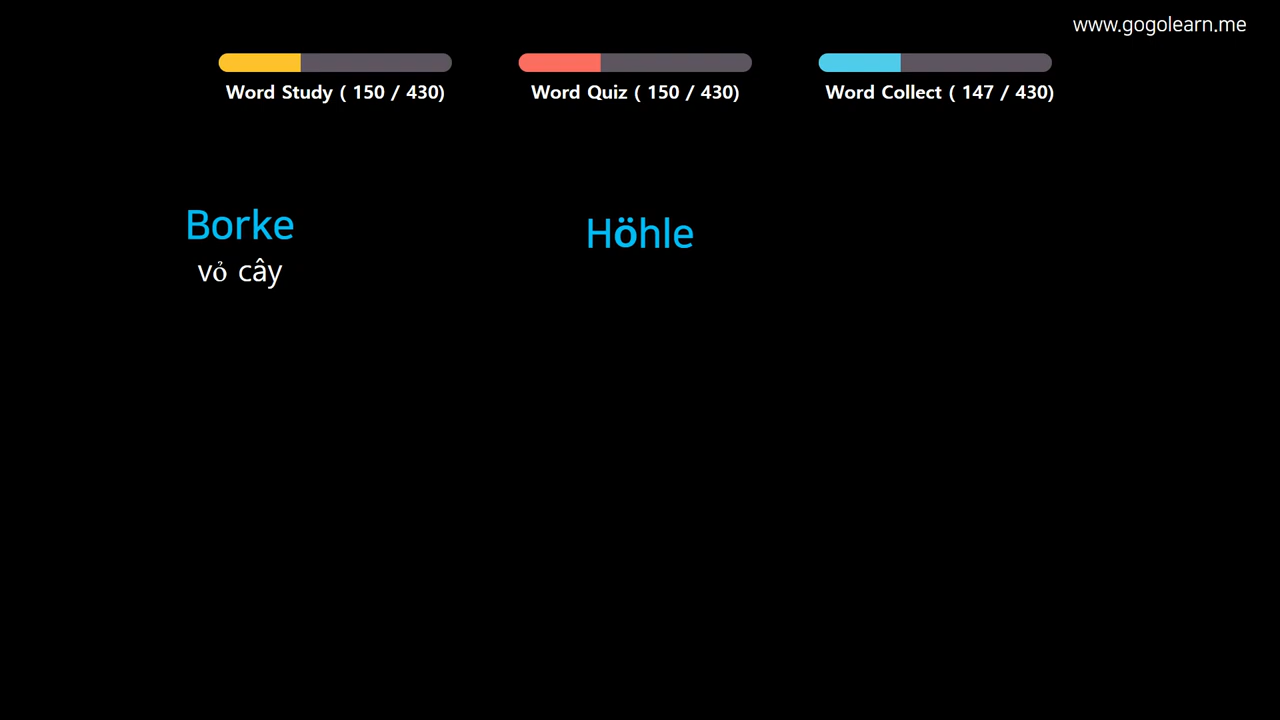 www.gogolearn.me
Word Study ( 150 / 430)
Word Quiz ( 150 / 430)
Word Collect ( 147 / 430)
Borke
vỏ cây
Höhle